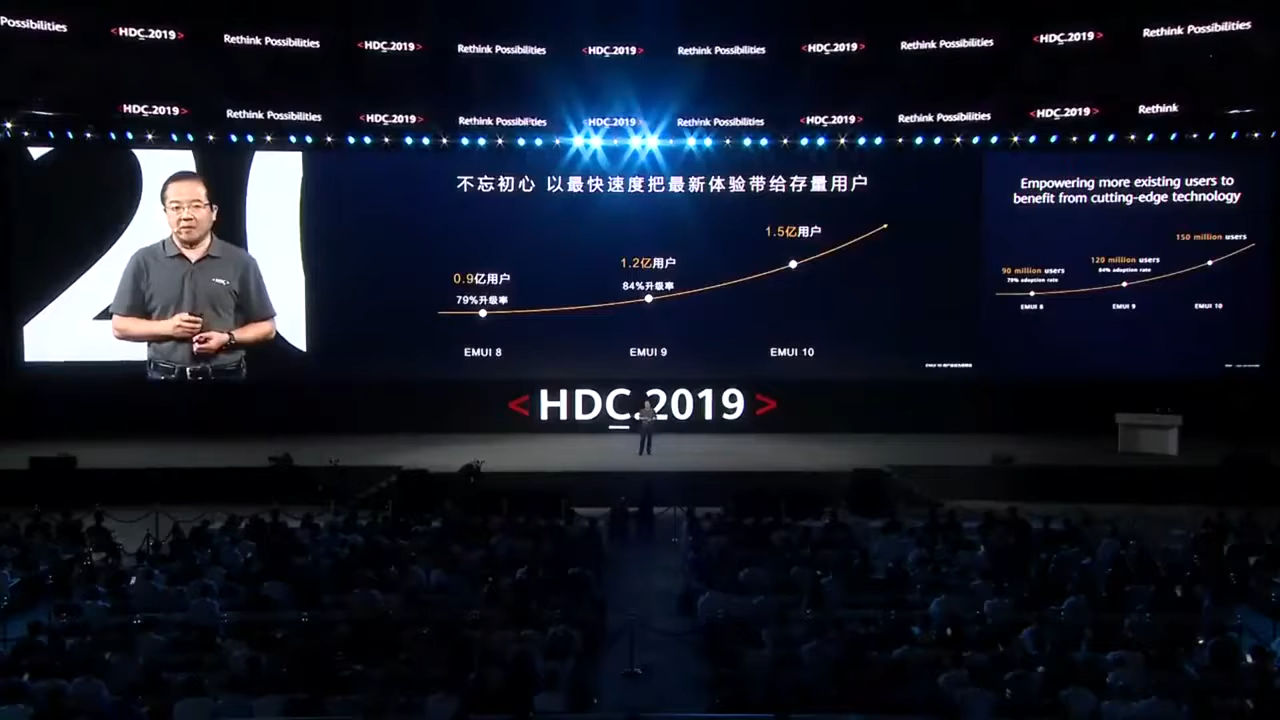 Possibilities
<HDC.2019>
Rethink Possibilities
<HDC.2019>
Rethink Possibilities
<HDC.2019>
Rethink Possibilities
<HDC.2019>
Rethink Possibilities
<HDC.2019>
Rethink Possibilities
<HDC.2019>
Rethink Possibilities
<HDC.2019>
Rethink Possibilities
<HDC.2019>
Rethink Possibilities
<HDC.2019>
Rethink Possibilities
<HDC.2019>
Rethink
不忘初心 以最快速度把最新体验带给存量用户
0.9亿用户
79%升级率
1.2亿用户
84%升级率
1.5亿用户
EMUI 8
EMUI 9
EMUI 10
Empowering more existing users to
benefit from cutting-edge technology
90 million users
79% adoption rate
120 million users
84% adoption rate
150 million users
EMUI 8
EMUI 9
EMUI 10
<HDC.2019>